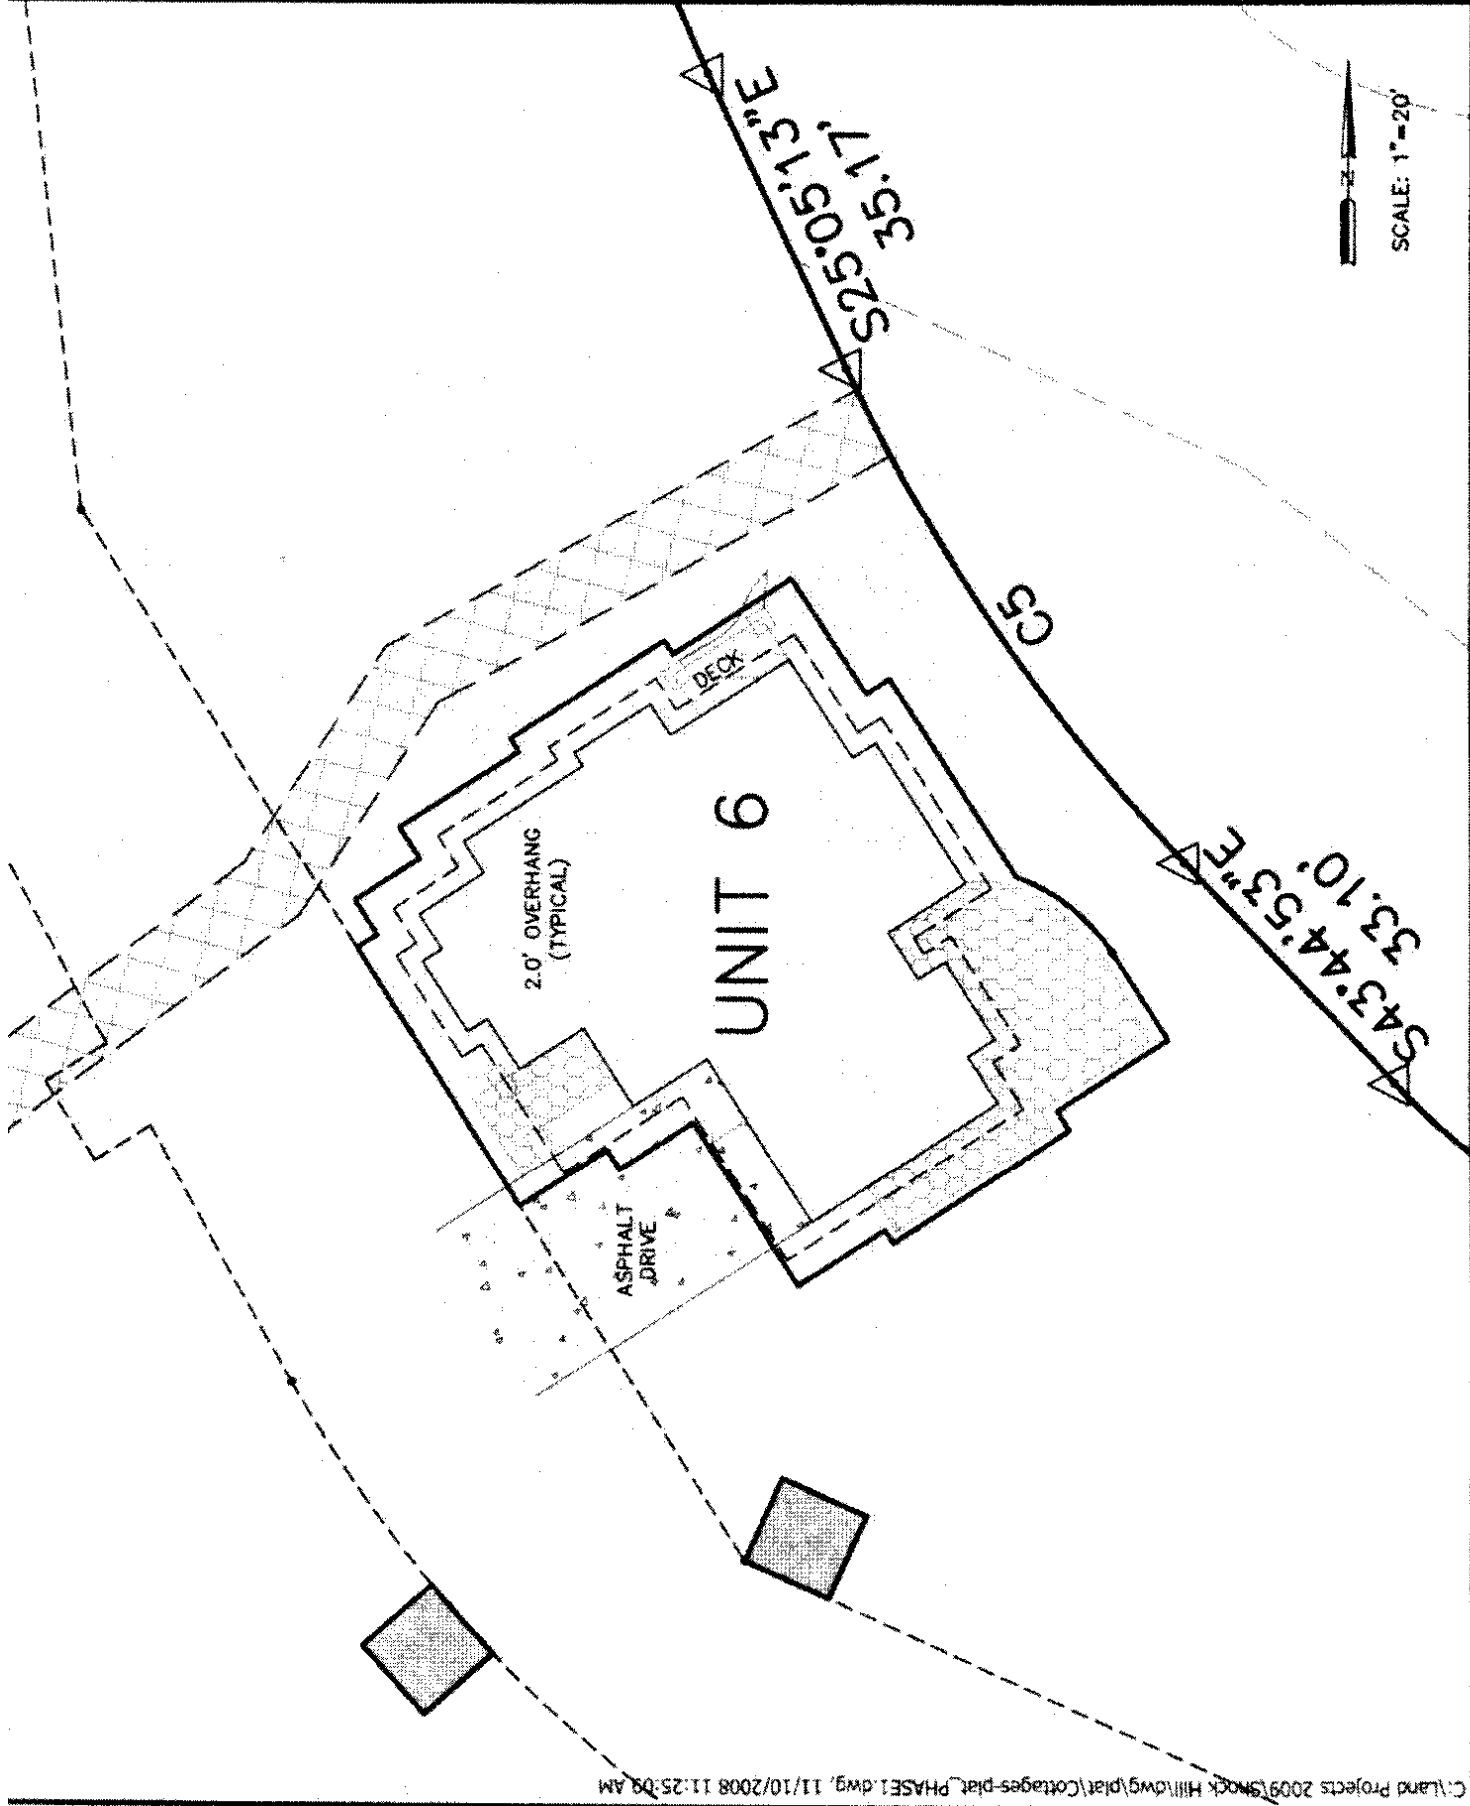 S25°05'13"E
35.17'
C5
S43°44'53"E
33.10'
DECK
2.0' OVERHANG
(TYPICAL)
UNIT 6
ASPHALT
DRIVE
N
SCALE: 1"=20'
C:\Land Projects 2009\Shock Hill\dwg\plat\Cottages-plat_PHASE1.dwg, 11/10/2008 11:25:09 AM